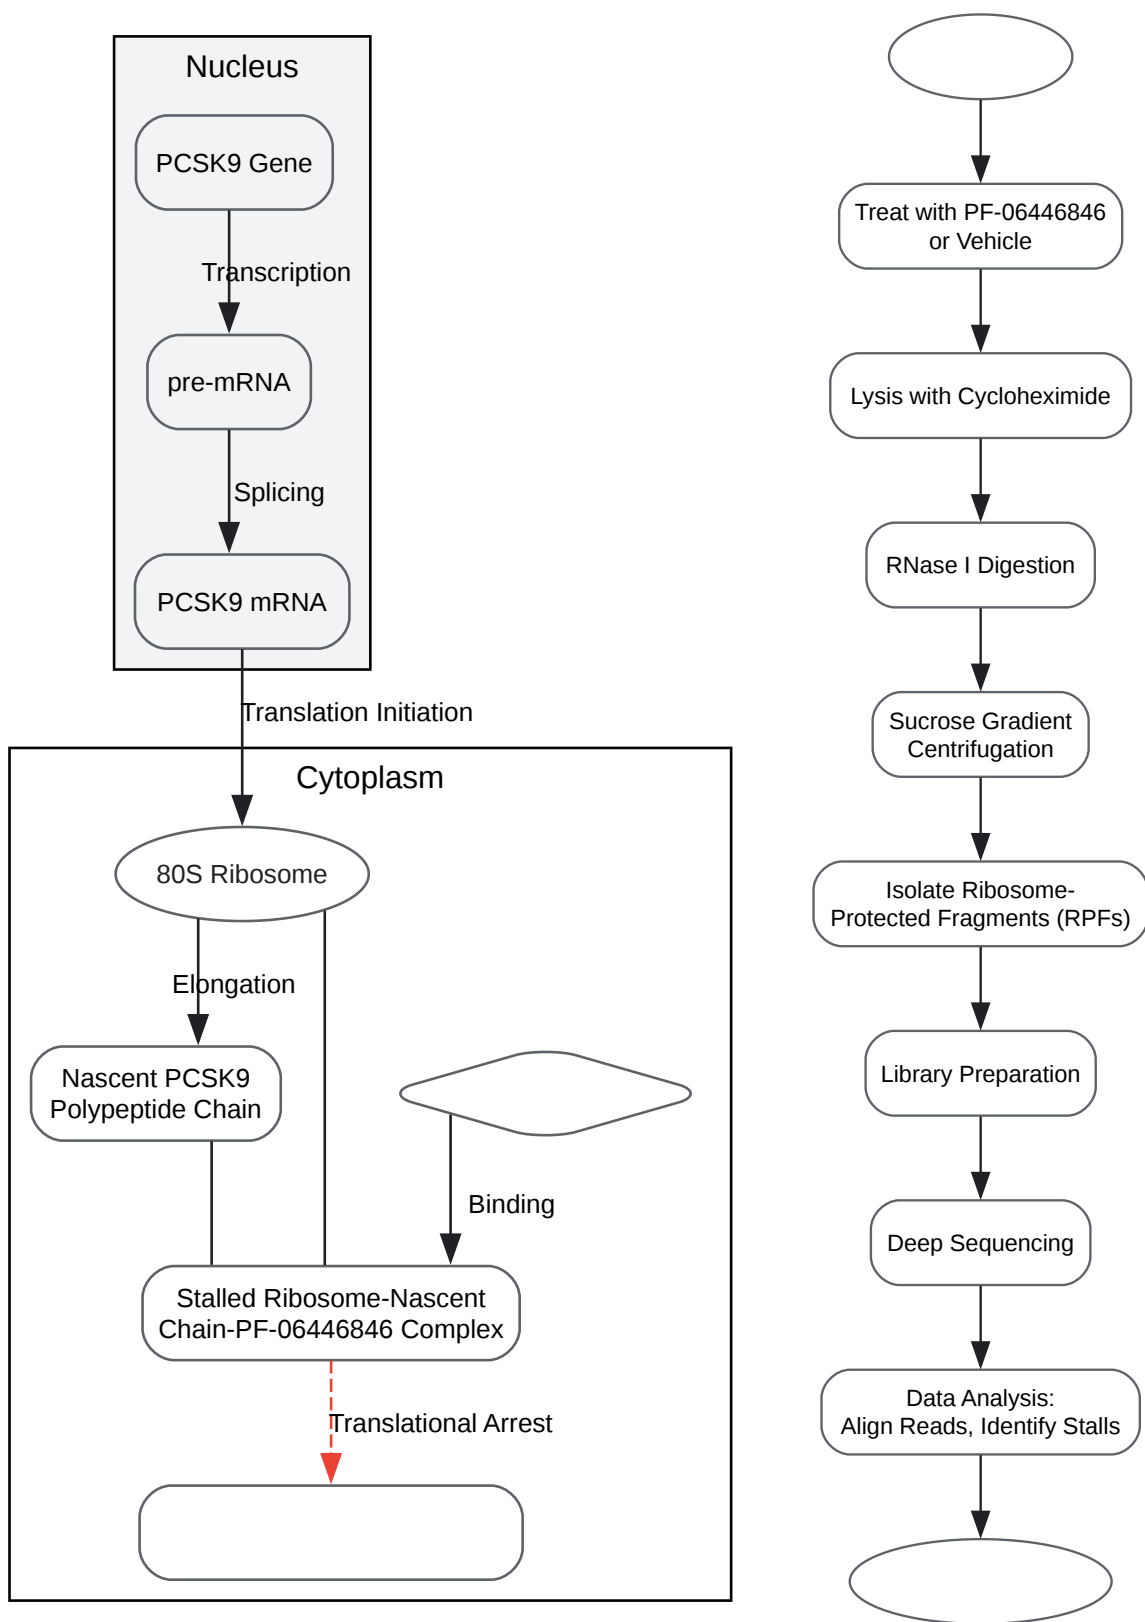 Nucleus
PCSK9 Gene
Transcription
pre-mRNA
Splicing
PCSK9 mRNA
Translation Initiation
Cytoplasm
80S Ribosome
Elongation
Nascent PCSK9
Polypeptide Chain
Binding
Stalled Ribosome-Nascent
Chain-PF-06446846 Complex
Translational Arrest
Treat with PF-06446846
or Vehicle
Lysis with Cycloheximide
RNase I Digestion
Sucrose Gradient
Centrifugation
Isolate Ribosome-
Protected Fragments (RPFs)
Library Preparation
Deep Sequencing
Data Analysis:
Align Reads, Identify Stalls